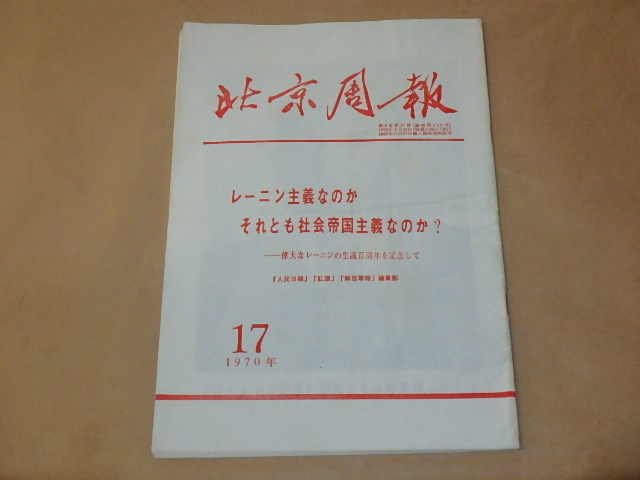 北京周報
レーニン主義なのか
それとも社会帝国主義なのか？
——偉大なレーニンの生誕百周年を記念して
『人民日報』『紅旗』『解放軍報』編集部
17
1970年